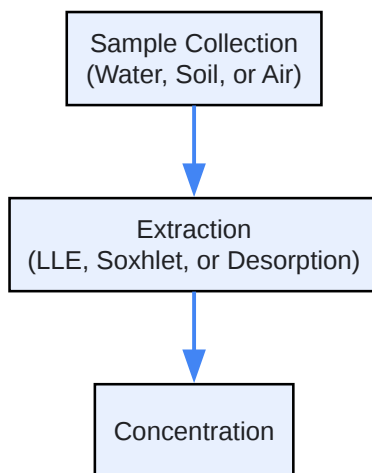 Sample Collection
(Water, Soil, or Air)
Extraction
(LLE, Soxhlet, or Desorption)
Concentration